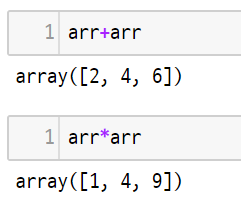 1 arr+arr
array([2, 4, 6])
1 arr*arr
array([1, 4, 9])